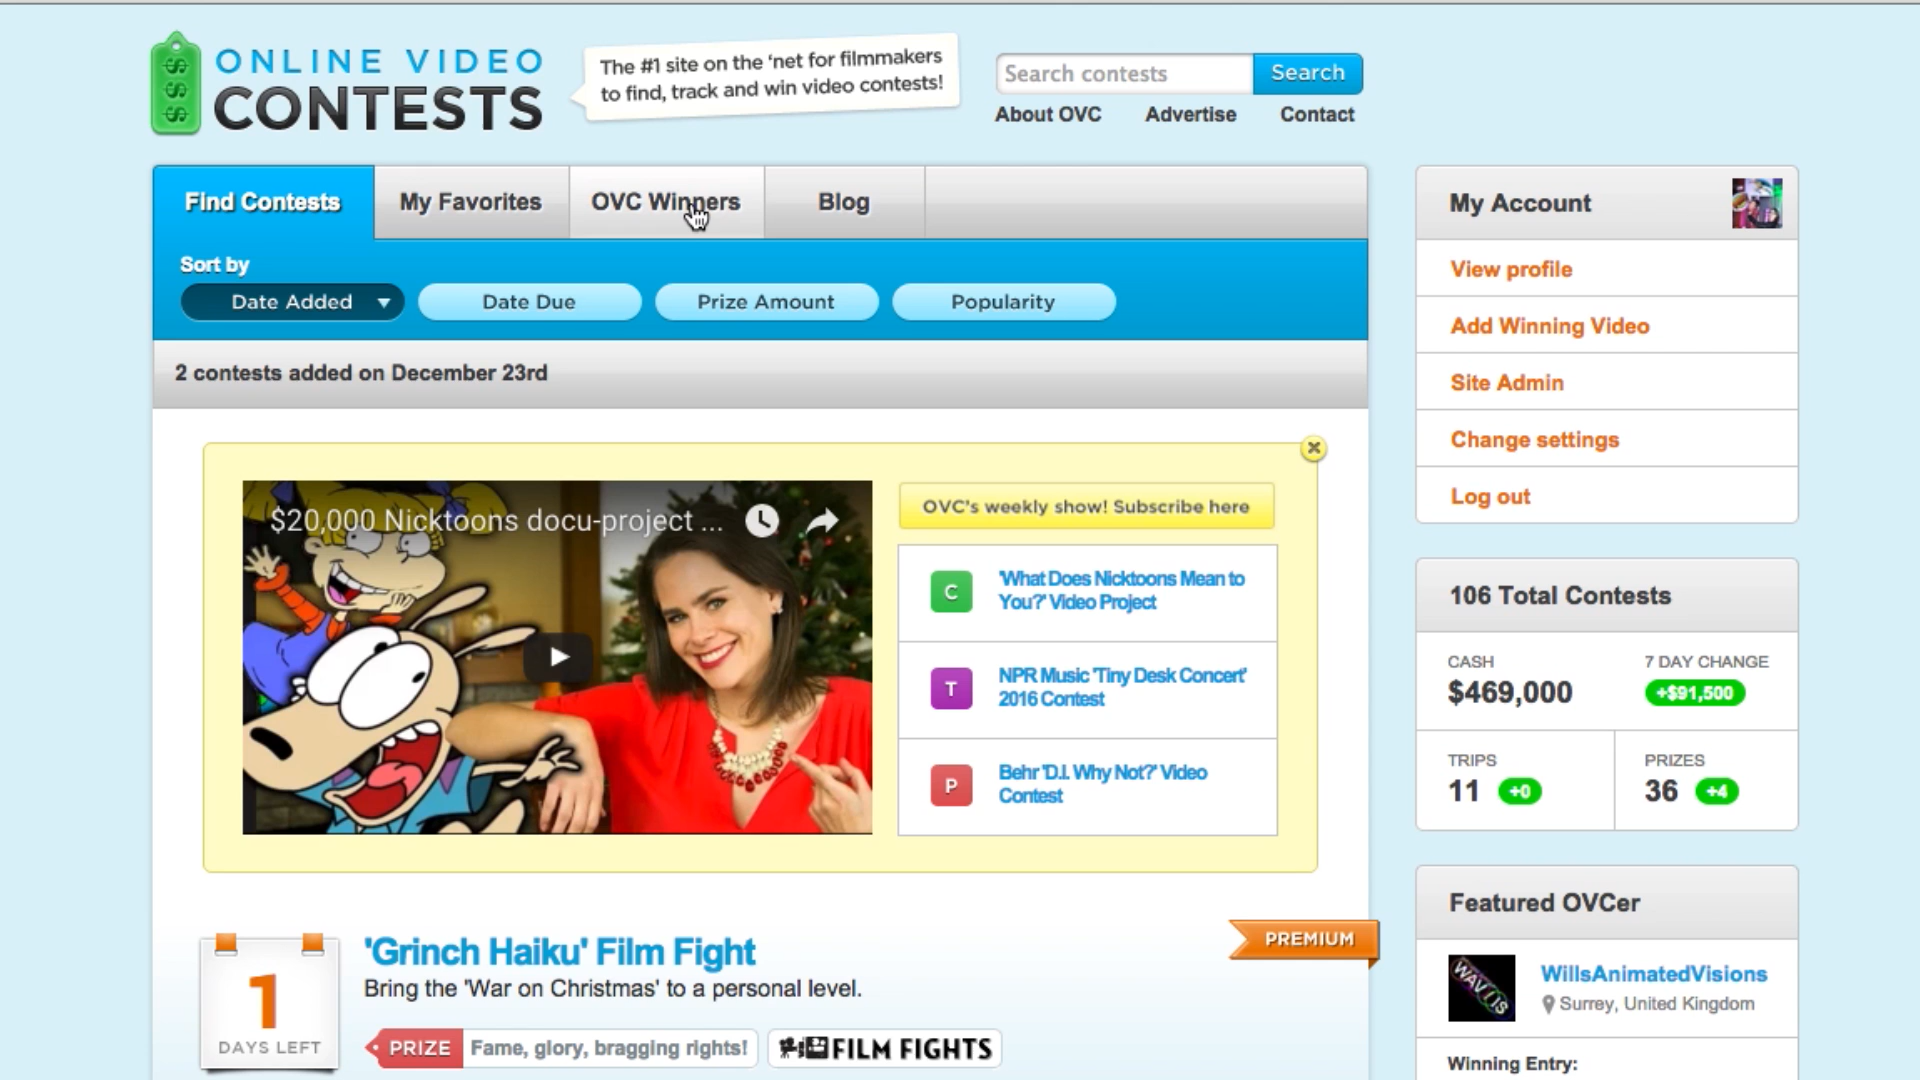 ONLINE VIDEO
CONTESTS
The #1 site on the 'net for filmmakers
to find, track and win video contests!
Search contests
Search
About OVC
Advertise
Contact
Find Contests
My Favorites
OVC Winners
Blog
Sort by
Date Added
Date Due
Prize Amount
Popularity
2 contests added on December 23rd
$20,000 Nicktoons docu-project ...
OVC's weekly show! Subscribe here
C
'What Does Nicktoons Mean to
You?' Video Project
T
NPR Music 'Tiny Desk Concert'
2016 Contest
P
Behr 'D.I. Why Not?' Video
Contest
1
DAYS LEFT
'Grinch Haiku' Film Fight
Bring the 'War on Christmas' to a personal level.
PREMIUM
PRIZE
Fame, glory, bragging rights!
FILM FIGHTS
My Account
View profile
Add Winning Video
Site Admin
Change settings
Log out
106 Total Contests
CASH
$469,000
7 DAY CHANGE
+$91,500
TRIPS
11 +0
PRIZES
36 +4
Featured OVCer
WAVIIS
WillsAnimatedVisions
Surrey, United Kingdom
Winning Entry: